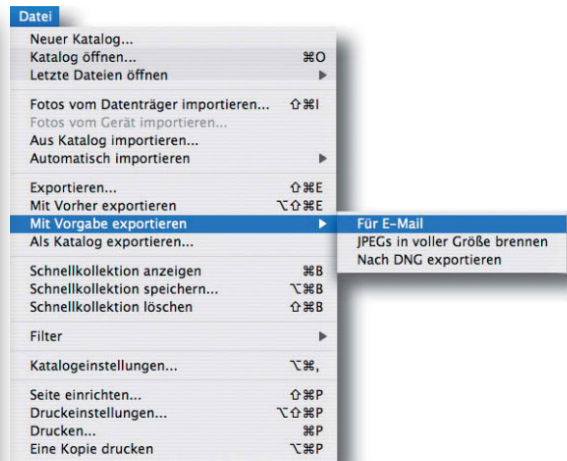 Datei
Neuer Katalog...
Katalog öffnen... ⌘O
Letzte Dateien öffnen ▶
Fotos vom Datenträger importieren... ⇧⌘I
Fotos vom Gerät importieren...
Aus Katalog importieren...
Automatisch importieren ▶
Exportieren... ⇧⌘E
Mit Vorher exportieren ⌥⇧⌘E
Mit Vorgabe exportieren ▶ Für E-Mail
JPEGs in voller Größe brennen
Als Katalog exportieren...
Nach DNG exportieren
Schnellkollektion anzeigen ⌘B
Schnellkollektion speichern... ⌥⌘B
Schnellkollektion löschen ⇧⌘B
Filter ▶
Katalogeinstellungen... ⌥⌘,
Seite einrichten... ⇧⌘P
Druckeinstellungen... ⌥⇧⌘P
Drucken... ⌘P
Eine Kopie drucken ⌥⌘P